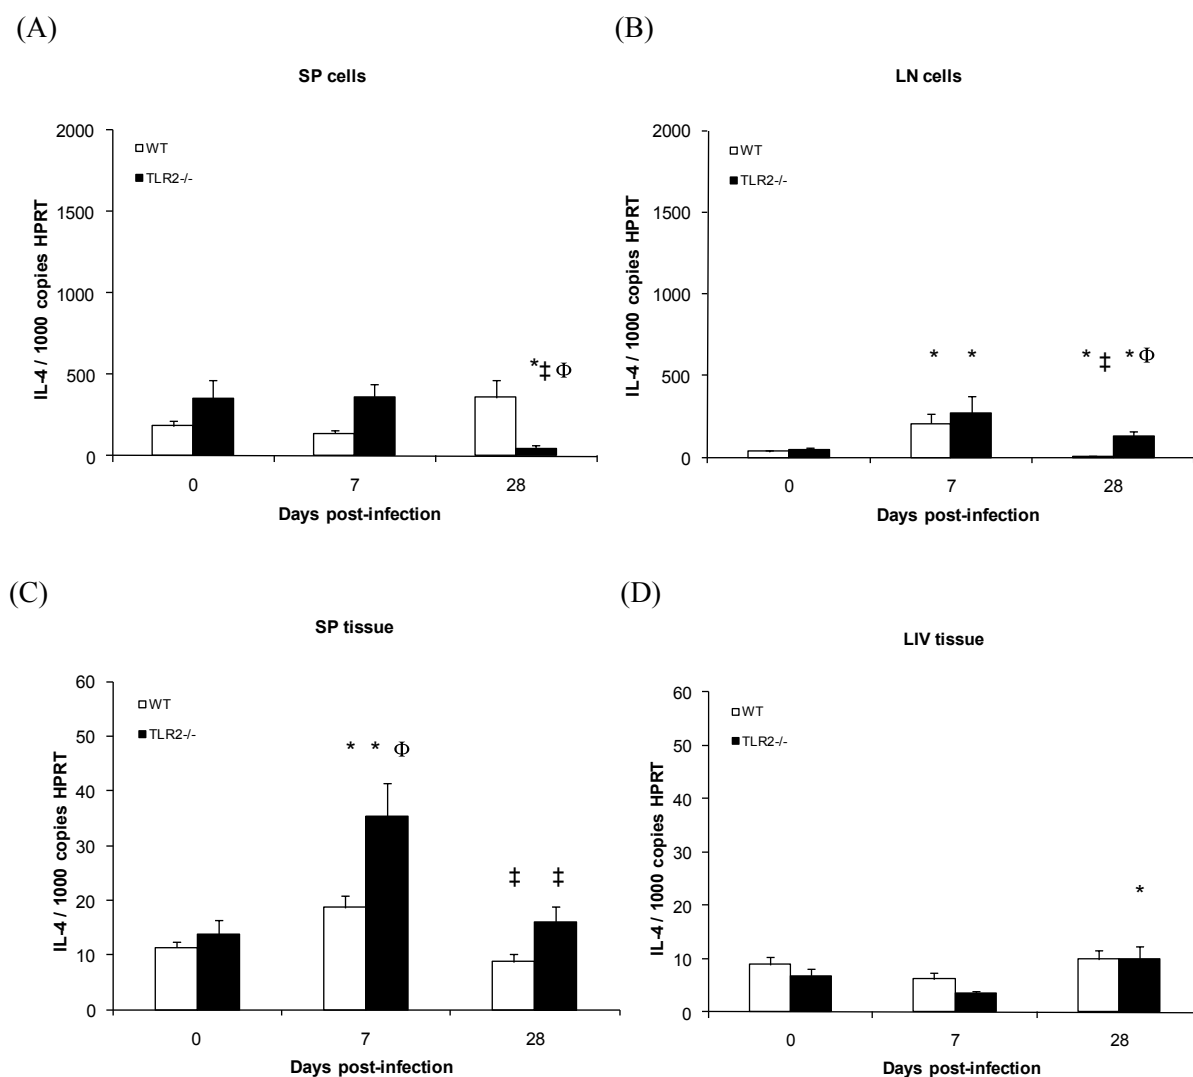 (A)
SP cells
2000
1500
1000
500
0
IL-4 / 1000 copies HPRT
WT
TLR2-/-
*‡ Φ
0 7 28
Days post-infection
(B)
LN cells
2000
1500
1000
500
0
IL-4 / 1000 copies HPRT
WT
TLR2-/-
* * * ‡ * Φ
0 7 28
Days post-infection
(C)
SP tissue
60
50
40
30
20
10
0
IL-4 / 1000 copies HPRT
WT
TLR2-/-
* * Φ
‡ ‡
0 7 28
Days post-infection
(D)
LIV tissue
60
50
40
30
20
10
0
IL-4 / 1000 copies HPRT
WT
TLR2-/-
*
0 7 28
Days post-infection